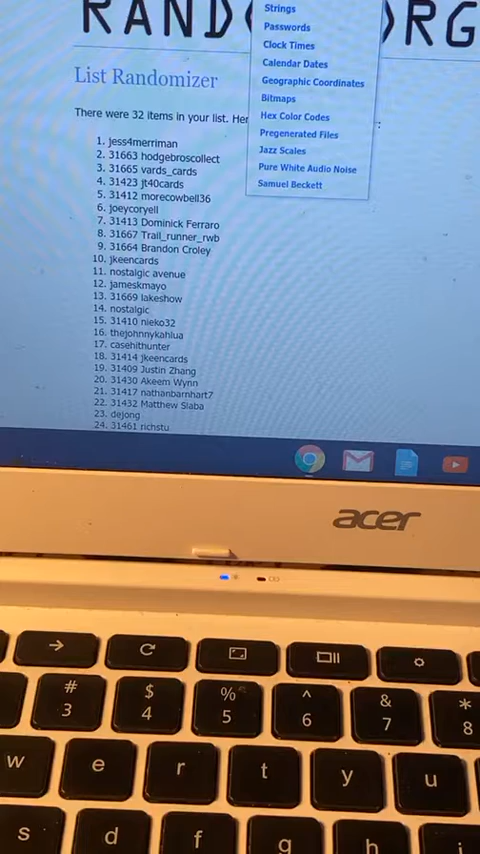 RAND
ORG
Strings
Passwords
Clock Times
Calendar Dates
Geographic Coordinates
Bitmaps
Hex Color Codes
Pregenerated Files
Jazz Scales
Pure White Audio Noise
Samuel Beckett
List Randomizer
There were 32 items in your list. Her
:
1. jess4merriman
2. 31663 hodgebroscollect
3. 31665 vards_cards
4. 31423 jt40cards
5. 31412 morecowbell36
6. joeycoryell
7. 31413 Dominick Ferraro
8. 31667 Trail_runner_rwb
9. 31664 Brandon Croley
10. jkeencards
11. nostalgic avenue
12. jameskmayo
13. 31669 lakeshow
14. nostalgic
15. 31410 nieko32
16. thejohnnykahlua
17. casehithunter
18. 31414 jkeencards
19. 31409 Justin Zhang
20. 31430 Akeem Wynn
21. 31417 nathanbarnhart7
22. 31432 Matthew Slaba
23. dejong
24. 31461 richstu
acer
# $ % ^ & *
3 4 5 6 7 8
w e r t y u
s d f g h